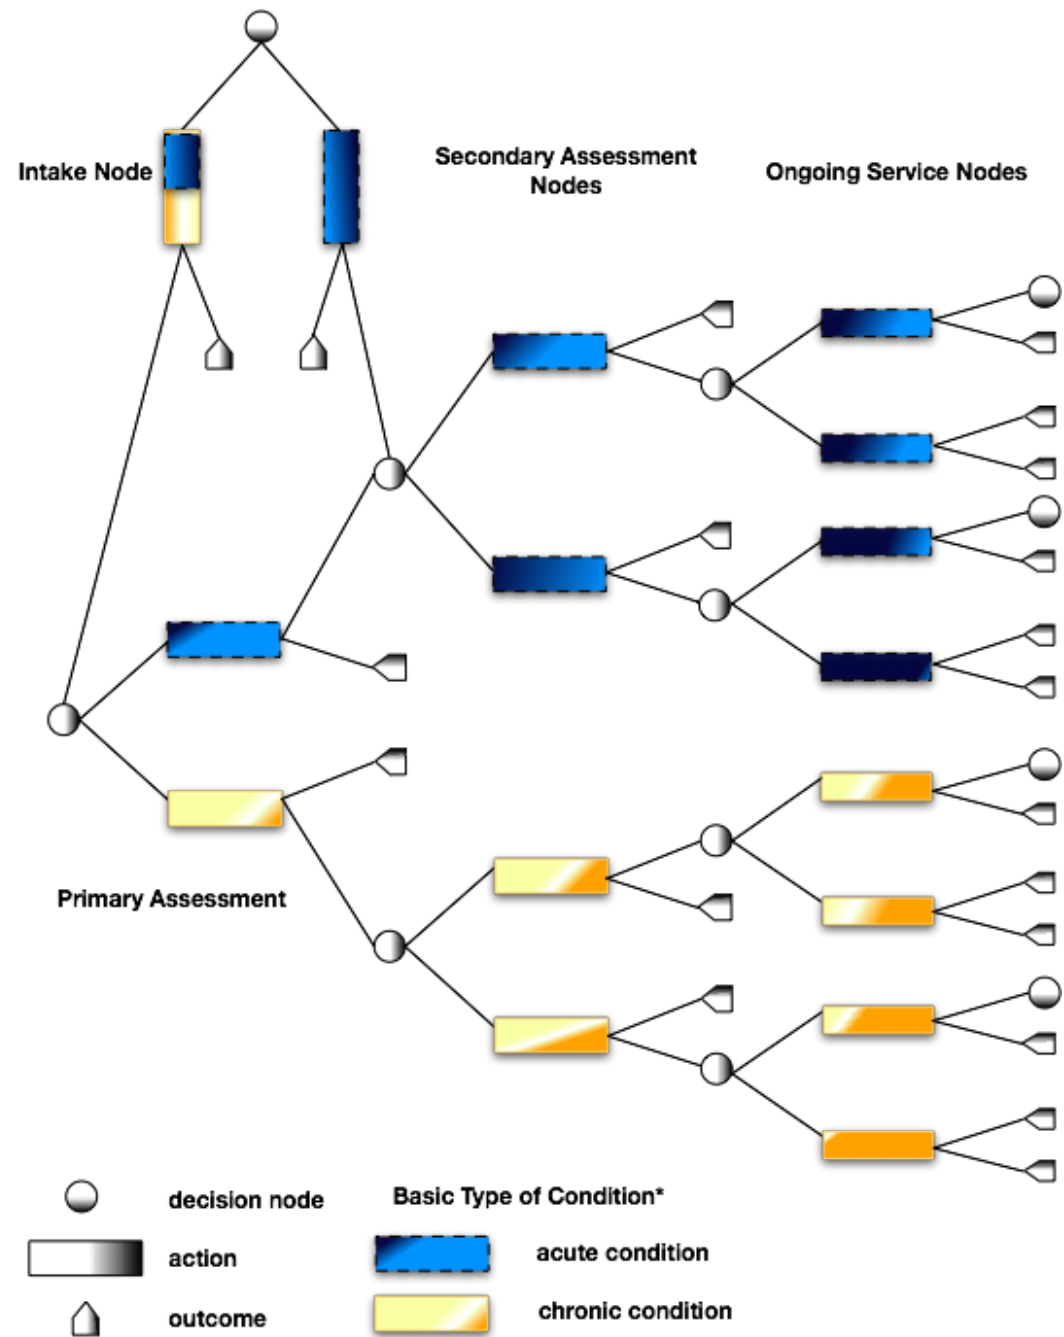 Intake Node
Secondary Assessment
Nodes
Ongoing Service Nodes
Primary Assessment
decision node
Basic Type of Condition*
action
acute condition
outcome
chronic condition